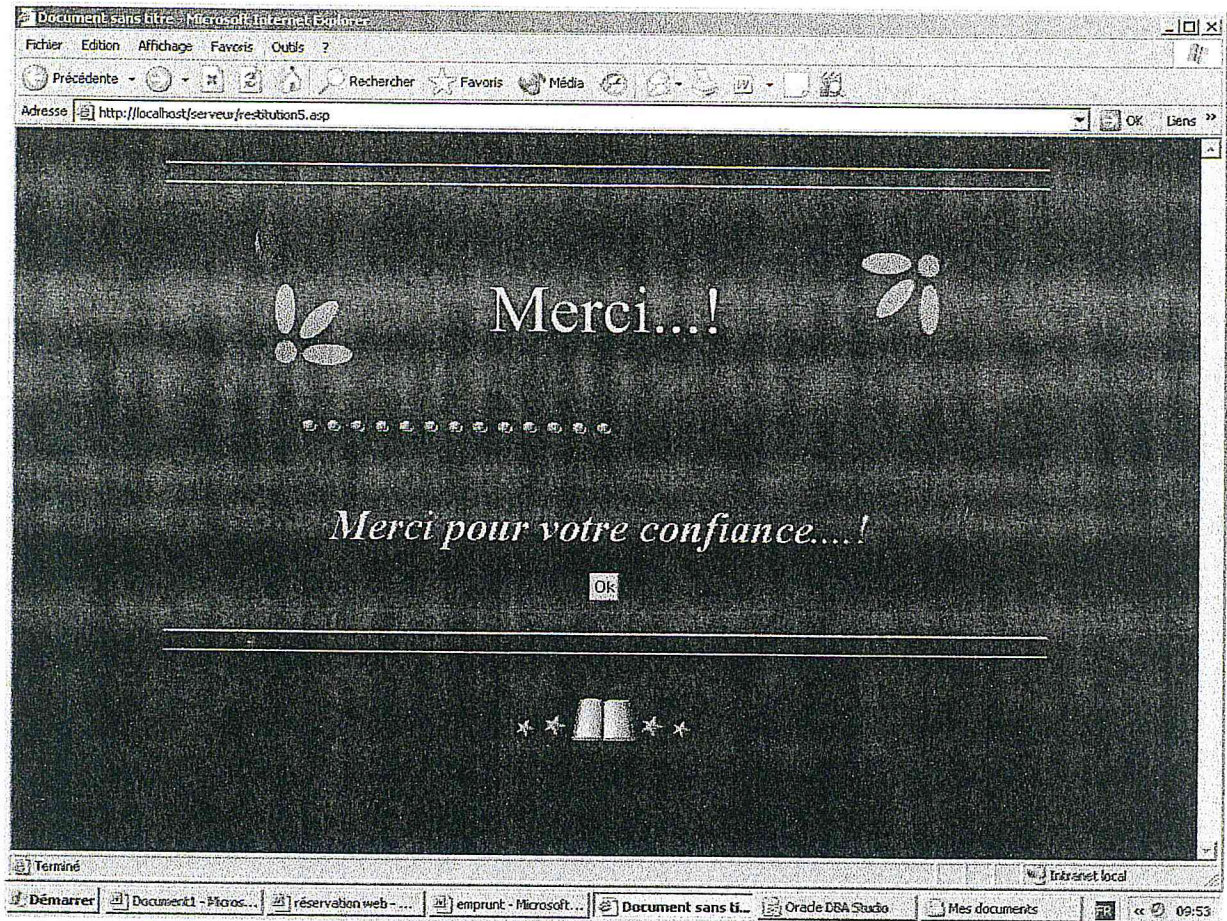 Document sans titre - Microsoft Internet Explorer
Fichier Edition Affichage Favoris Outils ?
Précédente Rechercher Favoris Média
Adresse http://localhost/serveur/restitution5.asp OK Liens »
Merci...!
Merci pour votre confiance....!
Ok
Terminé Intranet local
Démarrer Document1 - Micros... réservation web - ... emprunt - Microsoft... Document sans ti... Oracle DBA Studio Mes documents FR « 09:53